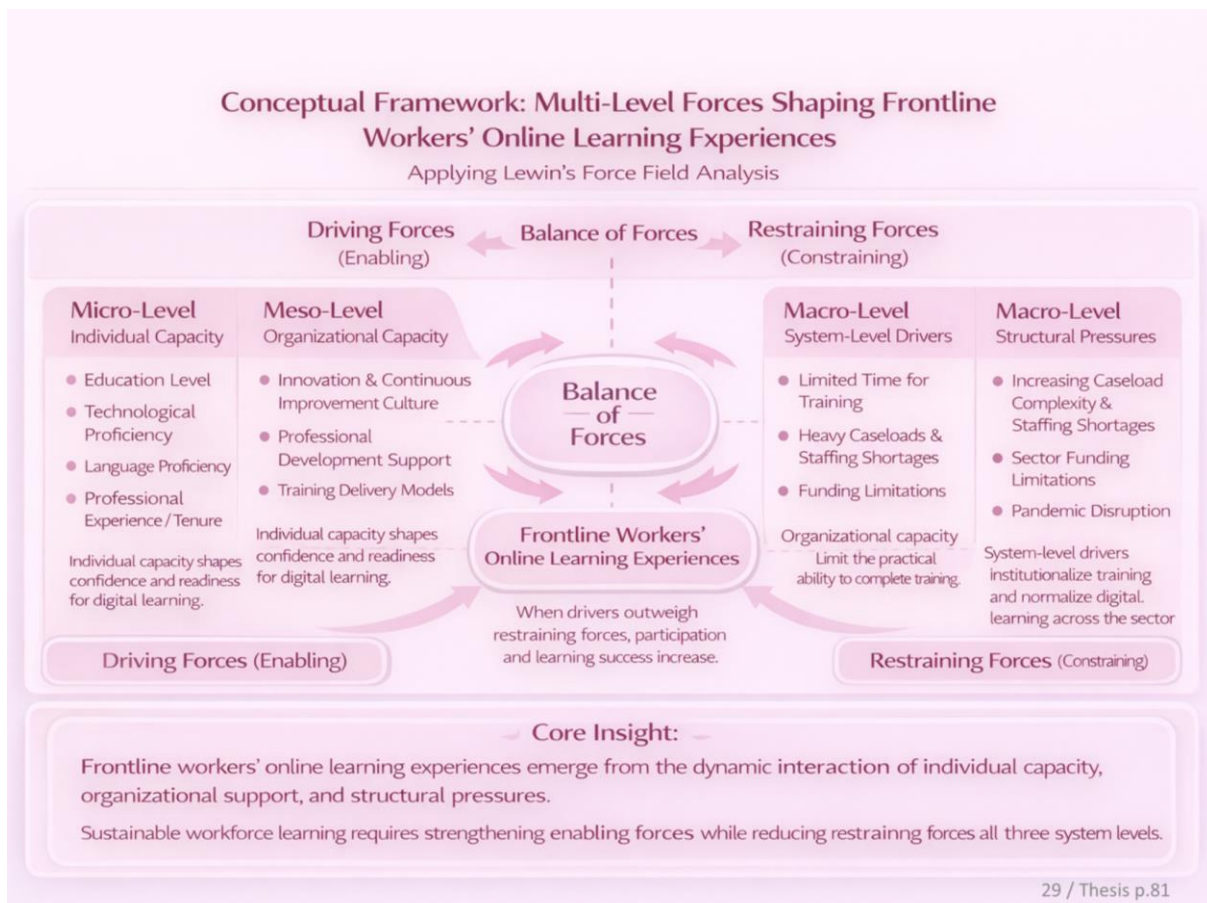 Conceptual Framework: Multi-Level Forces Shaping Frontline
Workers' Online Learning Fxperiences
Applying Lewin's Force Field Analysis
Driving Forces
(Enabling)
Balance of Forces
Restraining Forces
(Constraining)
Micro-Level
Individual Capacity
• Education Level
• Technological
Proficiency
• Language Proficiency
• Professional
Experience / Tenure
Individual capacity shapes
confidence and readiness
for digital learning.
Meso-Level
Organizational Capacity
• Innovation & Continuous
Improvement Culture
• Professional
Development Support
• Training Delivery Models
Individual capacity shapes
confidence and readiness
for digital learning.
Balance
of
Forces
Frontline Workers'
Online Learning Experiences
When drivers outweigh
restraining forces, participation
and learning success increase.
Macro-Level
System-Level Drivers
• Limited Time for
Training
• Heavy Caseloads &
Staffing Shortages
• Funding Limitations
Organizational capacity
Limit the practical
ability to complete training.
Macro-Level
Structural Pressures
• Increasing Caseload
Complexity &
Staffing Shortages
• Sector Funding
Limitations
• Pandemic Disruption
System-level drivers
institutionalize training
and normalize digital.
learning across the sector
Driving Forces (Enabling)
Restraining Forces (Constraining)
Core Insight:
Frontline workers' online learning experiences emerge from the dynamic interaction of individual capacity,
organizational support, and structural pressures.
Sustainable workforce learning requires strengthening enabling forces while reducing restrainng forces all three system levels.
29 / Thesis p.81